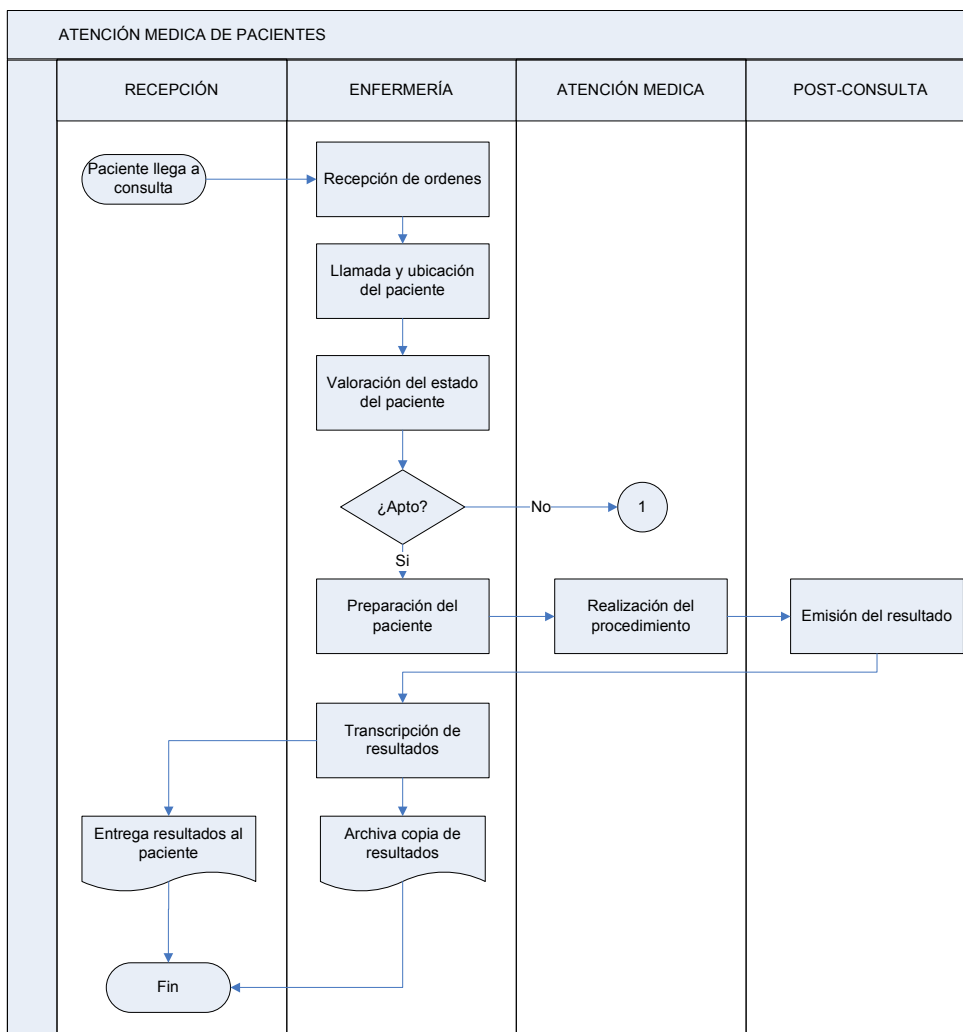 ATENCIÓN MEDICA DE PACIENTES
RECEPCIÓN
ENFERMERÍA
ATENCIÓN MEDICA
POST-CONSULTA
Paciente llega a
consulta
Recepción de ordenes
Llamada y ubicación
del paciente
Valoración del estado
del paciente
¿Apto?
No
1
Si
Preparación del
paciente
Realización del
procedimiento
Emisión del resultado
Transcripción de
resultados
Entrega resultados al
paciente
Archiva copia de
resultados
Fin